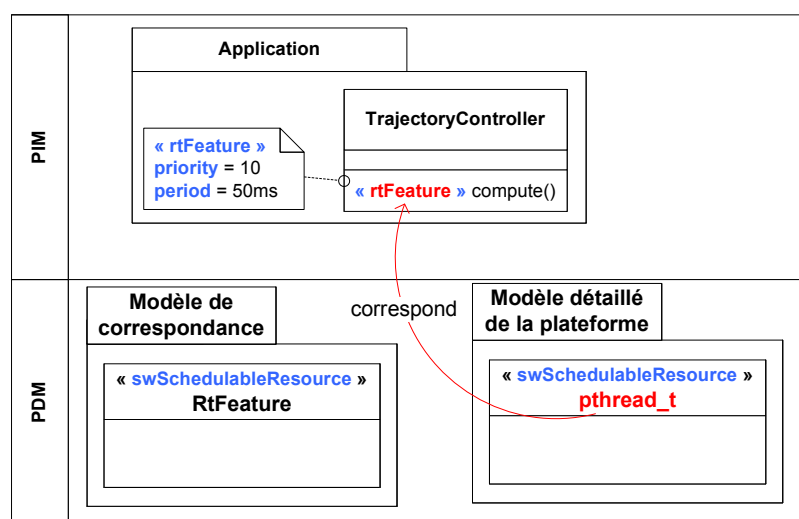 PIM
Application
TrajectoryController
« rtFeature »
priority = 10
period = 50ms
« rtFeature » compute()
PDM
Modèle de
correspondance
« swSchedulableResource »
RtFeature
correspond
Modèle détaillé
de la plateforme
« swSchedulableResource »
pthread_t